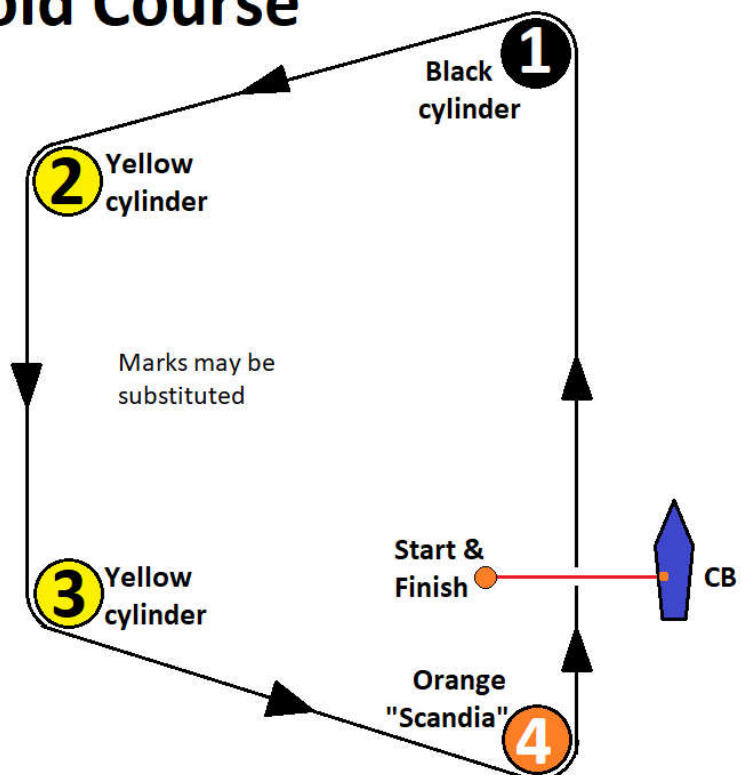 Course
1
Black
cylinder
2
Yellow
cylinder
Marks may be
substituted
Start &
Finish
CB
3
Yellow
cylinder
Orange
"Scandia"
4